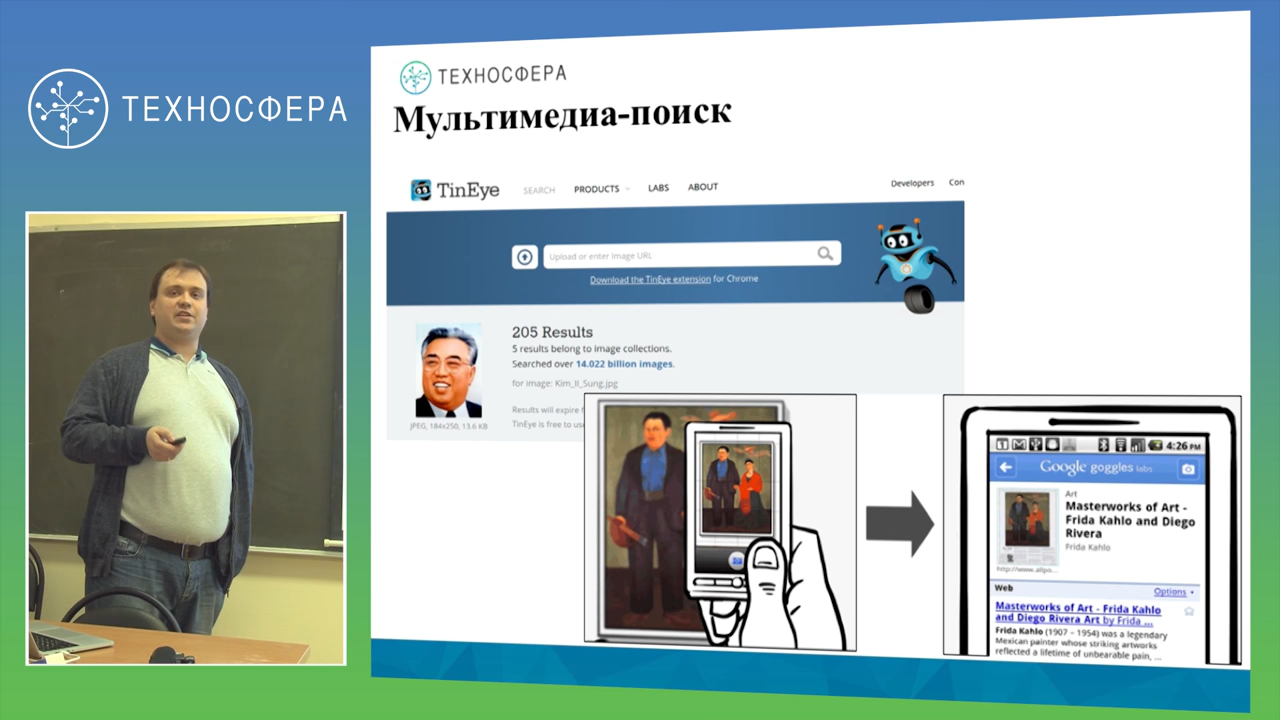 ТЕХНОСФЕРА
ТЕХНОСФЕРА
Мультимедиа-поиск
TinEye
SEARCH PRODUCTS LABS ABOUT
Developers Con
Upload or enter Image URL
Download the TinEye extension for Chrome
205 Results
5 results belong to image collections.
Searched over 14.022 billion images.
for image: Kim_Il_Sung.jpg
Results will expire
TinEye is free to use
JPEG, 184x250, 13.6 KB
4:26 PM
Google goggles labs
Art
Masterworks of Art -
Frida Kahlo and Diego
Rivera
Frida Kahlo
http://www.allpo...
Web
Options
Masterworks of Art - Frida Kahlo
and Diego Rivera Art by Frida ...
Frida Kahlo (1907 – 1954) was a legendary
Mexican painter whose striking artworks
reflected a lifetime of unbearable pain, ...